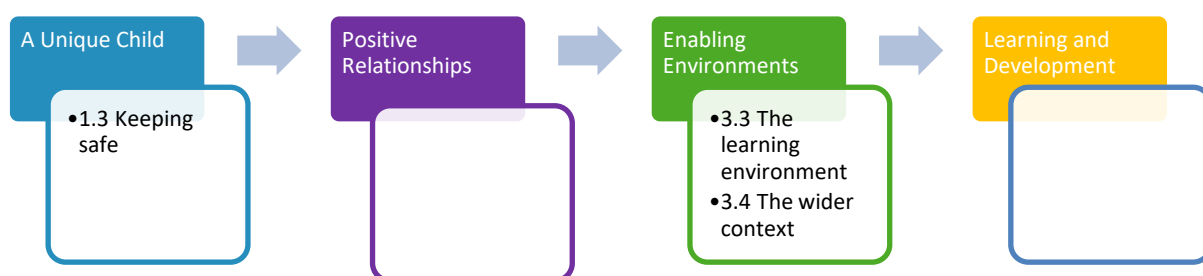 A Unique Child
•1.3 Keeping
safe
Positive
Relationships
Enabling
Environments
•3.3 The
learning
environment
•3.4 The wider
context
Learning and
Development